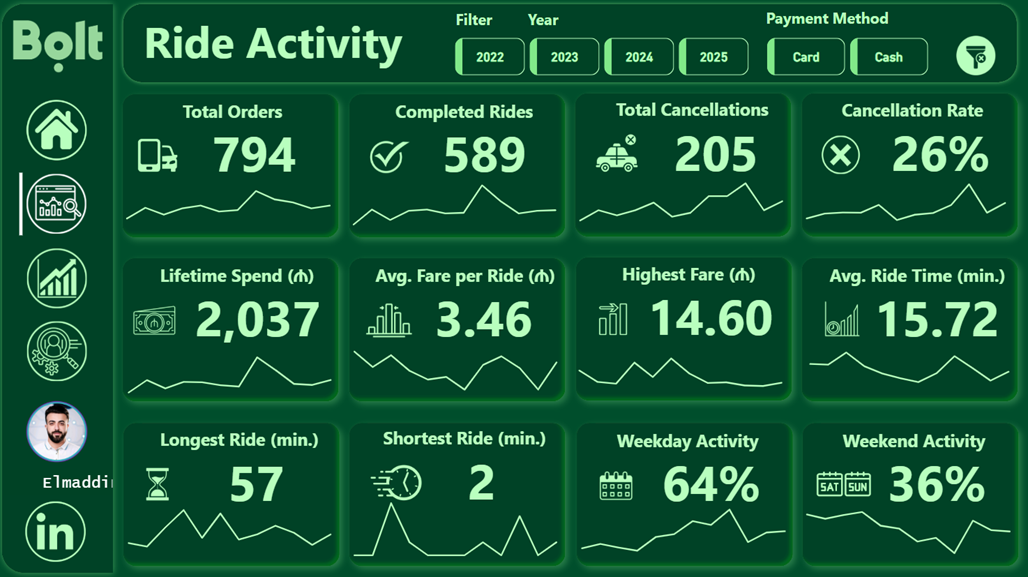 Bolt
Ride Activity
Filter
Year
2022
2023
2024
2025
Payment Method
Card
Cash
Total Orders
794
Completed Rides
589
Total Cancellations
205
Cancellation Rate
26%
Lifetime Spend (₼)
2,037
Avg. Fare per Ride (₼)
3.46
Highest Fare (₼)
14.60
Avg. Ride Time (min.)
15.72
Longest Ride (min.)
57
Shortest Ride (min.)
2
Weekday Activity
64%
Weekend Activity
SAT
SUN
36%
Elmaddin
in